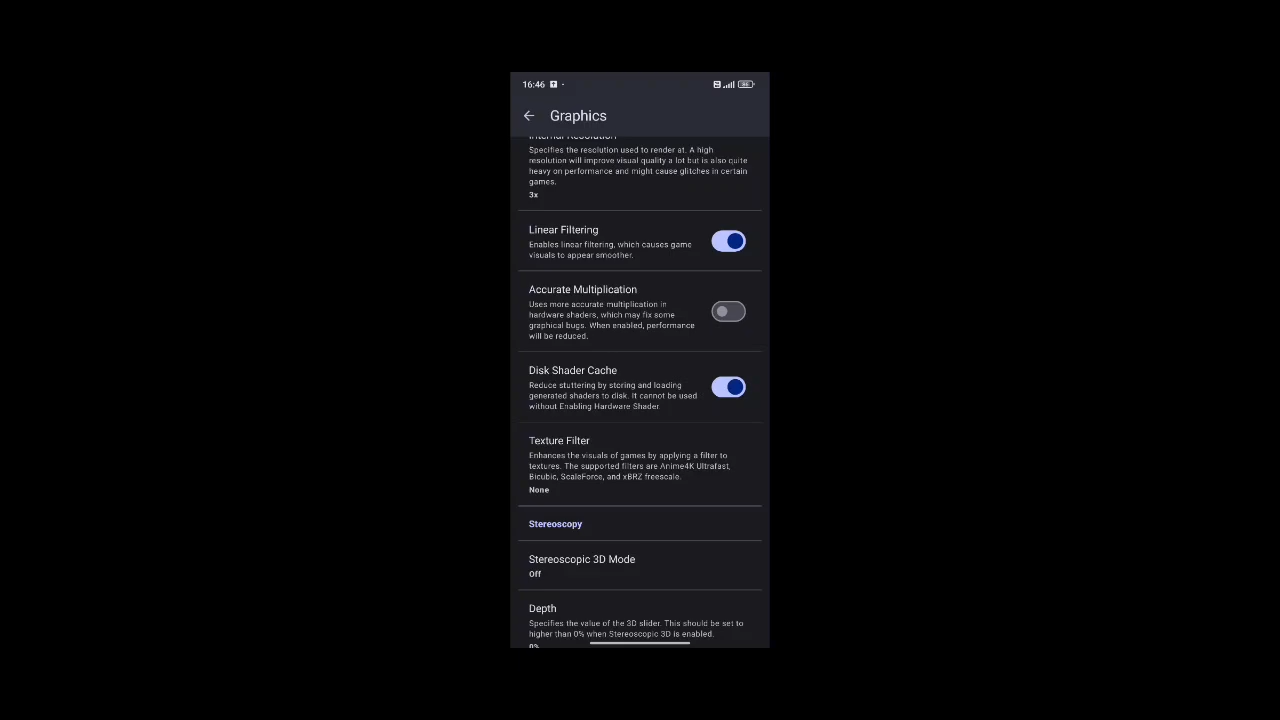 16:46
Graphics
Internal Resolution
Specifies the resolution used to render at. A high
resolution will improve visual quality a lot but is also quite
heavy on performance and might cause glitches in certain
games.
3x
Linear Filtering
Enables linear filtering, which causes game
visuals to appear smoother.
Accurate Multiplication
Uses more accurate multiplication in
hardware shaders, which may fix some
graphical bugs. When enabled, performance
will be reduced.
Disk Shader Cache
Reduce stuttering by storing and loading
generated shaders to disk. It cannot be used
without Enabling Hardware Shader.
Texture Filter
Enhances the visuals of games by applying a filter to
textures. The supported filters are Anime4K Ultrafast,
Bicubic, ScaleForce, and xBRZ freescale.
None
Stereoscopy
Stereoscopic 3D Mode
Off
Depth
Specifies the value of the 3D slider. This should be set to
higher than 0% when Stereoscopic 3D is enabled.
0%